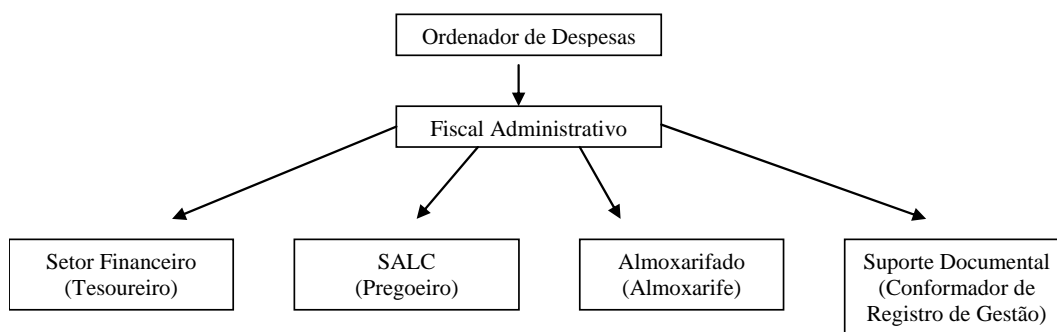 Ordenador de Despesas
Fiscal Administrativo
Setor Financeiro
(Tesoureiro)
SALC
(Pregoeiro)
Almoxarifado
(Almoxarife)
Suporte Documental
(Conformador de
Registro de Gestão)